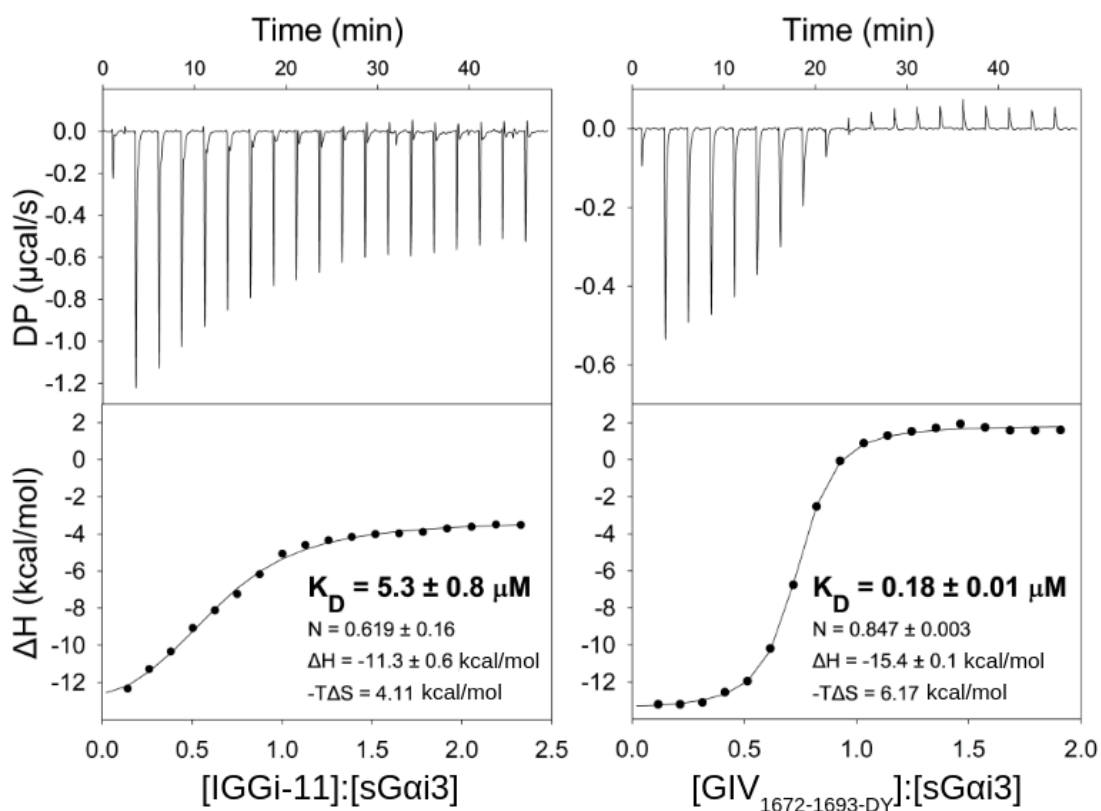 Time (min)
0 10 20 30 40
DP (µcal/s)
0.0
-0.2
-0.4
-0.6
-0.8
-1.0
-1.2
ΔH (kcal/mol)
2
0
-2
-4
-6
-8
-10
-12
K_D = 5.3 ± 0.8 µM
N = 0.619 ± 0.16
ΔH = -11.3 ± 0.6 kcal/mol
-TΔS = 4.11 kcal/mol
0.0 0.5 1.0 1.5 2.0 2.5
[IGGi-11]:[sGαi3]
Time (min)
0 10 20 30 40
0.0
-0.2
-0.4
-0.6
2
0
-2
-4
-6
-8
-10
-12
K_D = 0.18 ± 0.01 µM
N = 0.847 ± 0.003
ΔH = -15.4 ± 0.1 kcal/mol
-TΔS = 6.17 kcal/mol
0.0 0.5 1.0 1.5 2.0
[GIV1672-1693-DY]:[sGαi3]